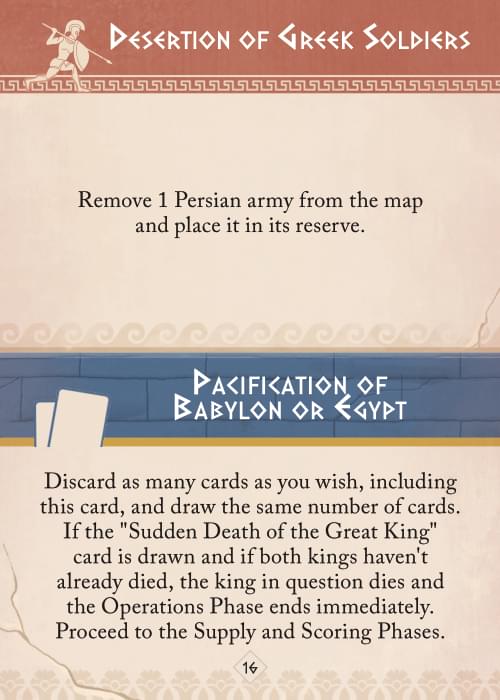 Desertion of Greek Soldiers
Remove 1 Persian army from the map
and place it in its reserve.
Pacification of
Babylon or Egypt
Discard as many cards as you wish, including
this card, and draw the same number of cards.
If the "Sudden Death of the Great King"
card is drawn and if both kings haven't
already died, the king in question dies and
the Operations Phase ends immediately.
Proceed to the Supply and Scoring Phases.
16